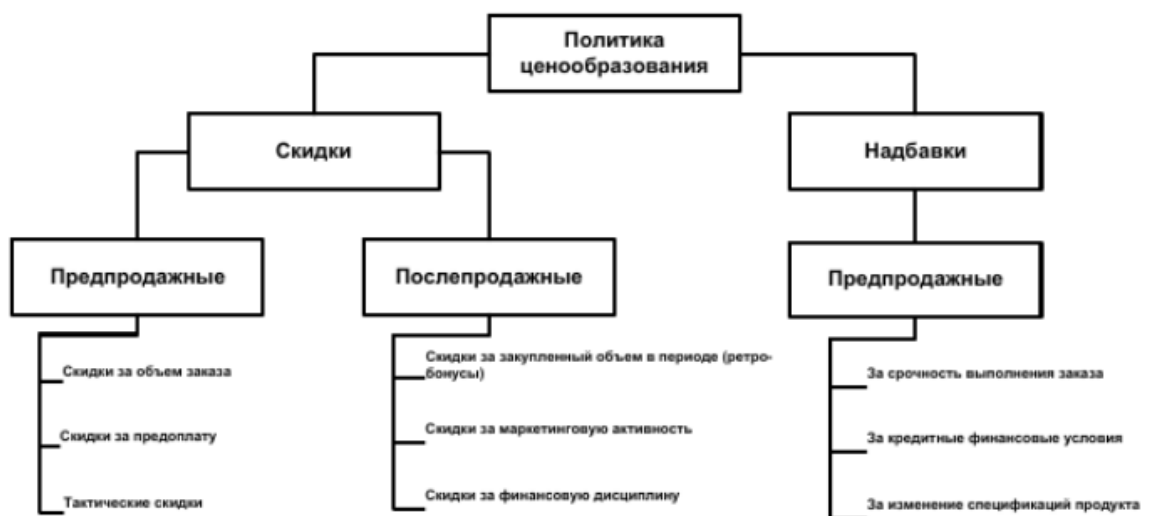 Политика
ценообразования
Скидки
Надбавки
Предпродажные
Послепродажные
Предпродажные
Скидки за объем заказа
Скидки за предоплату
Тактические скидки
Скидки за закупленный объем в периоде (ретро-
бонусы)
Скидки за маркетинговую активность
Скидки за финансовую дисциплину
За срочность выполнения заказа
За кредитные финансовые условия
За изменение спецификаций продукта